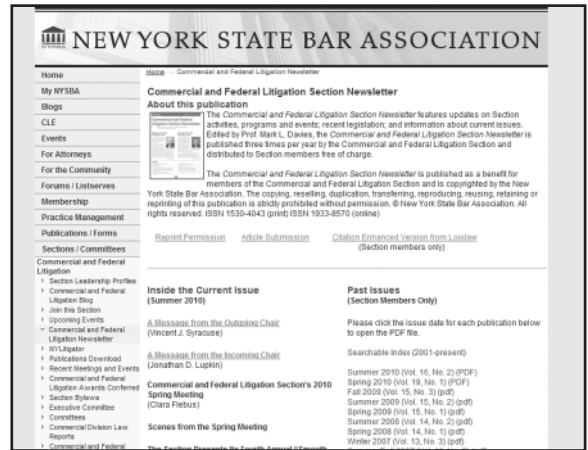 NYSBA
NEW YORK STATE BAR ASSOCIATION
Home
My NYSBA
Blogs
CLE
Events
For Attorneys
For the Community
Forums / Listserves
Membership
Practice Management
Publications / Forms
Sections / Committees
Commercial and Federal
Litigation
Section Leadership Profiles
Commercial and Federal
Litigation Blog
Join this Section
Upcoming Events
Commercial and Federal
Litigation Newsletter
NYLitigator
Publications Download
Recent Meetings and Events
Commercial and Federal
Litigation Awards Conferred
Section Bylaws
Executive Committee
Committees
Commercial Division Law
Reports
Commercial and Federal
Home → Commercial and Federal Litigation Newsletter
Commercial and Federal Litigation Section Newsletter
About this publication
The Commercial and Federal Litigation Section Newsletter features updates on Section
activities, programs and events; recent legislation, and information about current issues.
Edited by Prof. Mark L. Davies, the Commercial and Federal Litigation Section Newsletter is
published three times per year by the Commercial and Federal Litigation Section and
distributed to Section members free of charge.
The Commercial and Federal Litigation Section Newsletter is published as a benefit for
members of the Commercial and Federal Litigation Section and is copyrighted by the New
York State Bar Association. The copying, reselling, duplication, transferring, reproducing, reusing, retaining or
reprinting of this publication is strictly prohibited without permission. © New York State Bar Association. All
rights reserved. ISSN 1530-4043 (print) ISSN 1933-8570 (online)
Reprint Permission Article Submission Citation Enhanced Version from Loislaw
(Section members only)
Inside the Current Issue
(Summer 2010)
A Message from the Outgoing Chair
(Vincent J. Syracuse)
A Message from the Incoming Chair
(Jonathan D. Lupkin)
Commercial and Federal Litigation Section's 2010
Spring Meeting
(Clara Flebus)
Scenes from the Spring Meeting
The Section Presents Its Fourth Annual
Past Issues
(Section Members Only)
Please click the issue date for each publication below
to open the PDF file.
Searchable Index (2001-present)
Summer 2010 (Vol. 16, No. 2) (PDF)
Spring 2010 (Vol. 19, No. 1) (PDF)
Fall 2009 (Vol. 15, No. 3) (pdf)
Summer 2009 (Vol. 15, No. 2) (pdf)
Spring 2009 (Vol. 15, No. 1) (pdf)
Summer 2008 (Vol. 14, No. 2) (pdf)
Spring 2008 (Vol. 14, No. 1) (pdf)
Winter 2007 (Vol. 13, No. 3) (pdf)